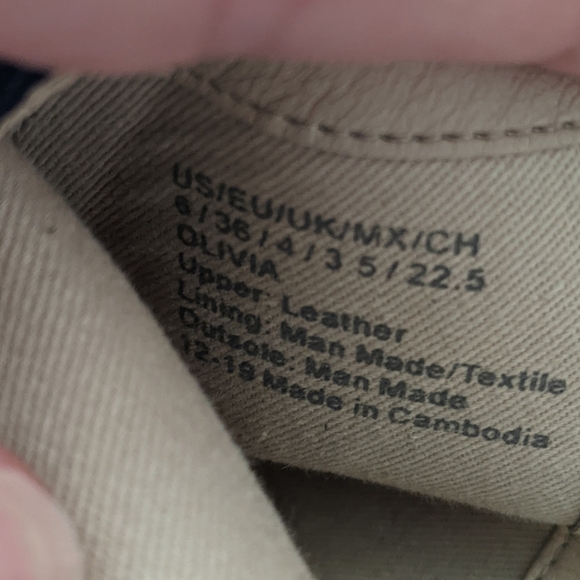 US/EU/UK/MX/CH
6 / 36 / 4 / 3 5 / 22.5
OLIVIA
Upper: Leather
Lining: Man Made/Textile
Outsole: Man Made
12-19 Made in Cambodia